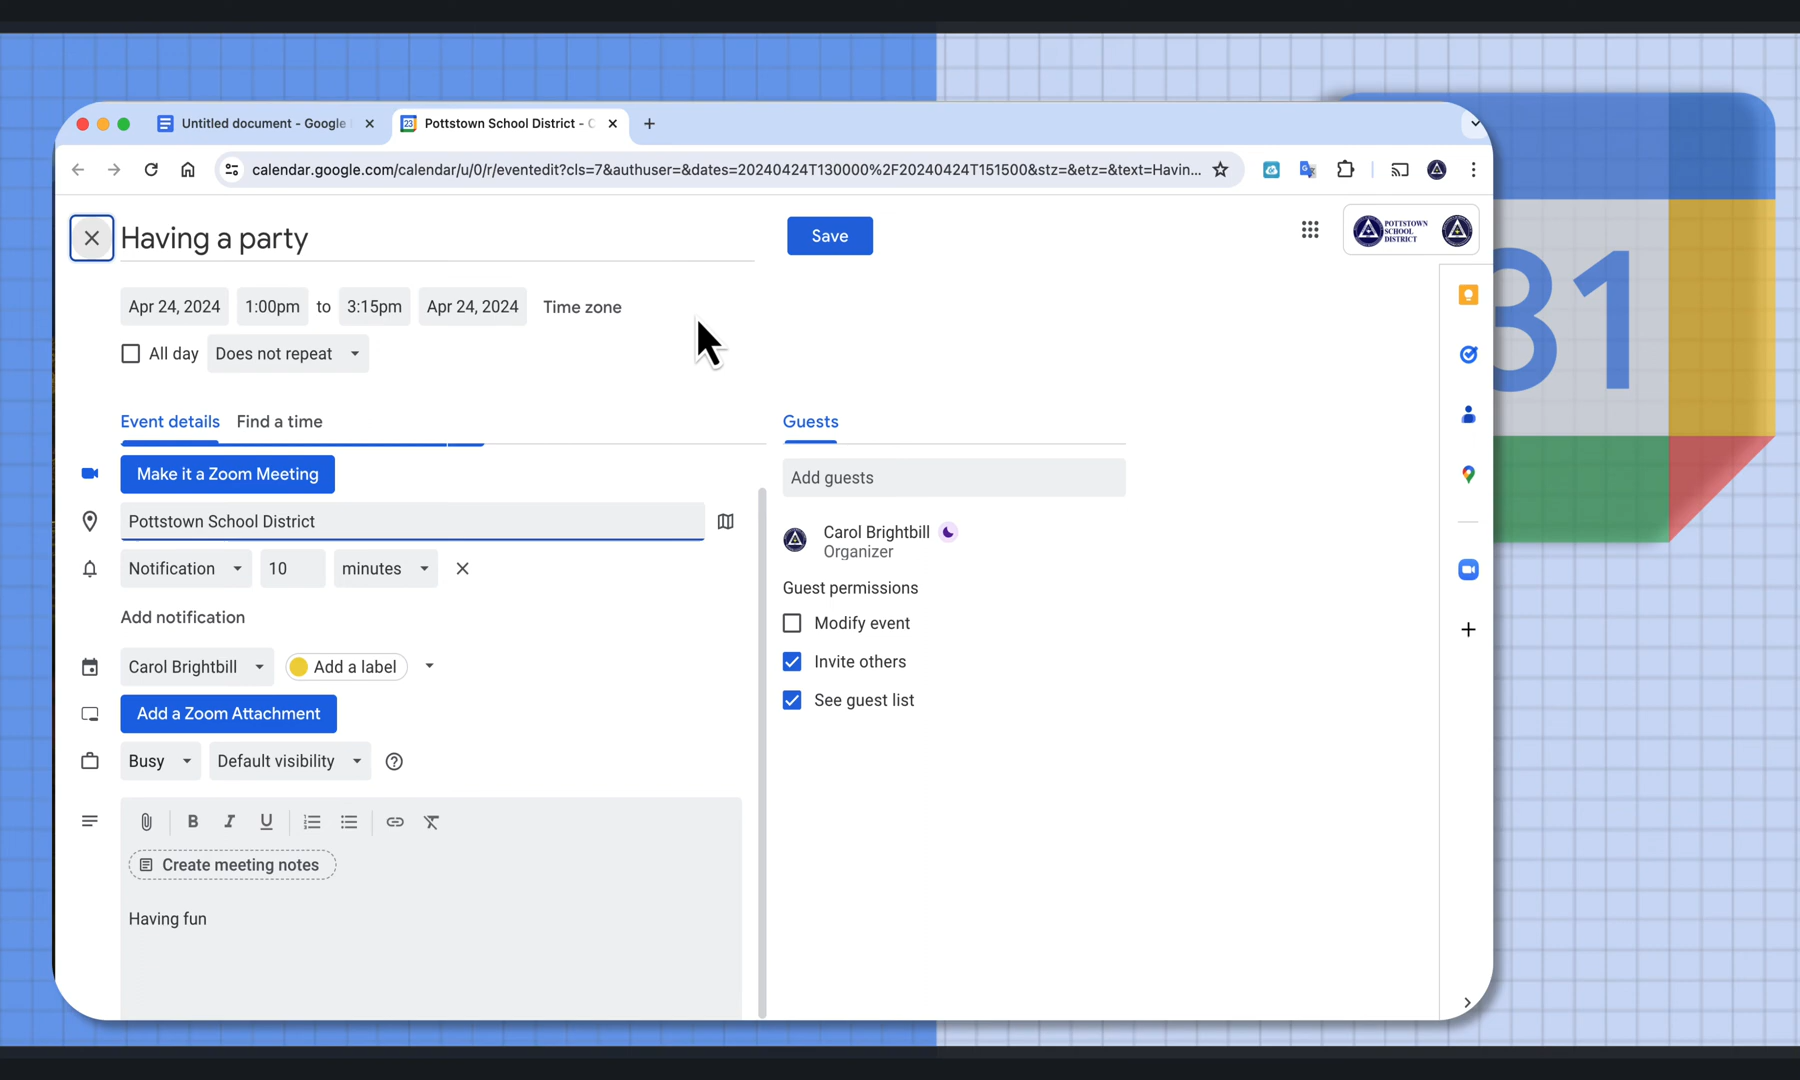 Untitled document - Google
Pottstown School District - C
calendar.google.com/calendar/u/0/r/eventedit?cls=7&authuser=&dates=20240424T130000%2F20240424T151500&stz=&etz=&text=Havin...
Having a party
Save
POTTSTOWN
SCHOOL
DISTRICT
Apr 24, 2024 1:00pm to 3:15pm Apr 24, 2024 Time zone
All day Does not repeat
Event details Find a time
Guests
Make it a Zoom Meeting
Add guests
Pottstown School District
Carol Brightbill
Organizer
Notification 10 minutes
Guest permissions
Add notification
Modify event
Carol Brightbill Add a label
Invite others
Add a Zoom Attachment
See guest list
Busy Default visibility
B I U
Create meeting notes
Having fun
31